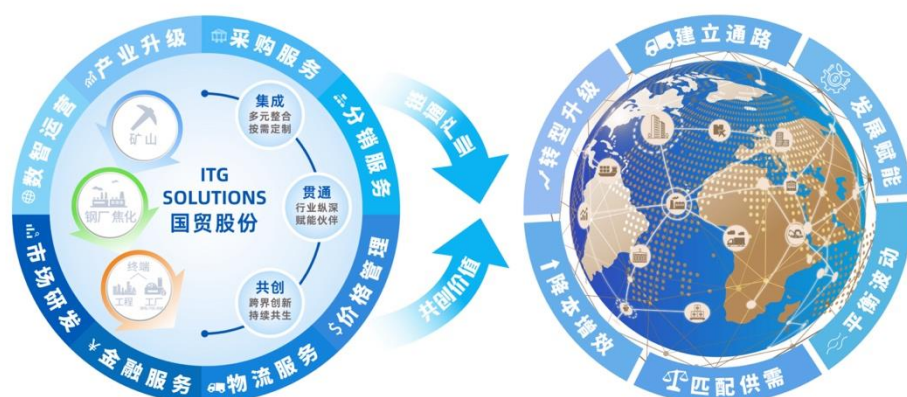 数智运营
产业升级
采购服务
分销服务
价格管理
物流服务
金融服务
市场研发
矿山
钢厂焦化
终端
工程
工厂
ITG
SOLUTIONS
国贸股份
集成
多元整合
按需定制
贯通
行业纵深
赋能伙伴
共创
跨界创新
持续共生
共创价值
转型升级
建立通路
发展赋能
平衡波动
匹配供需
降本增效